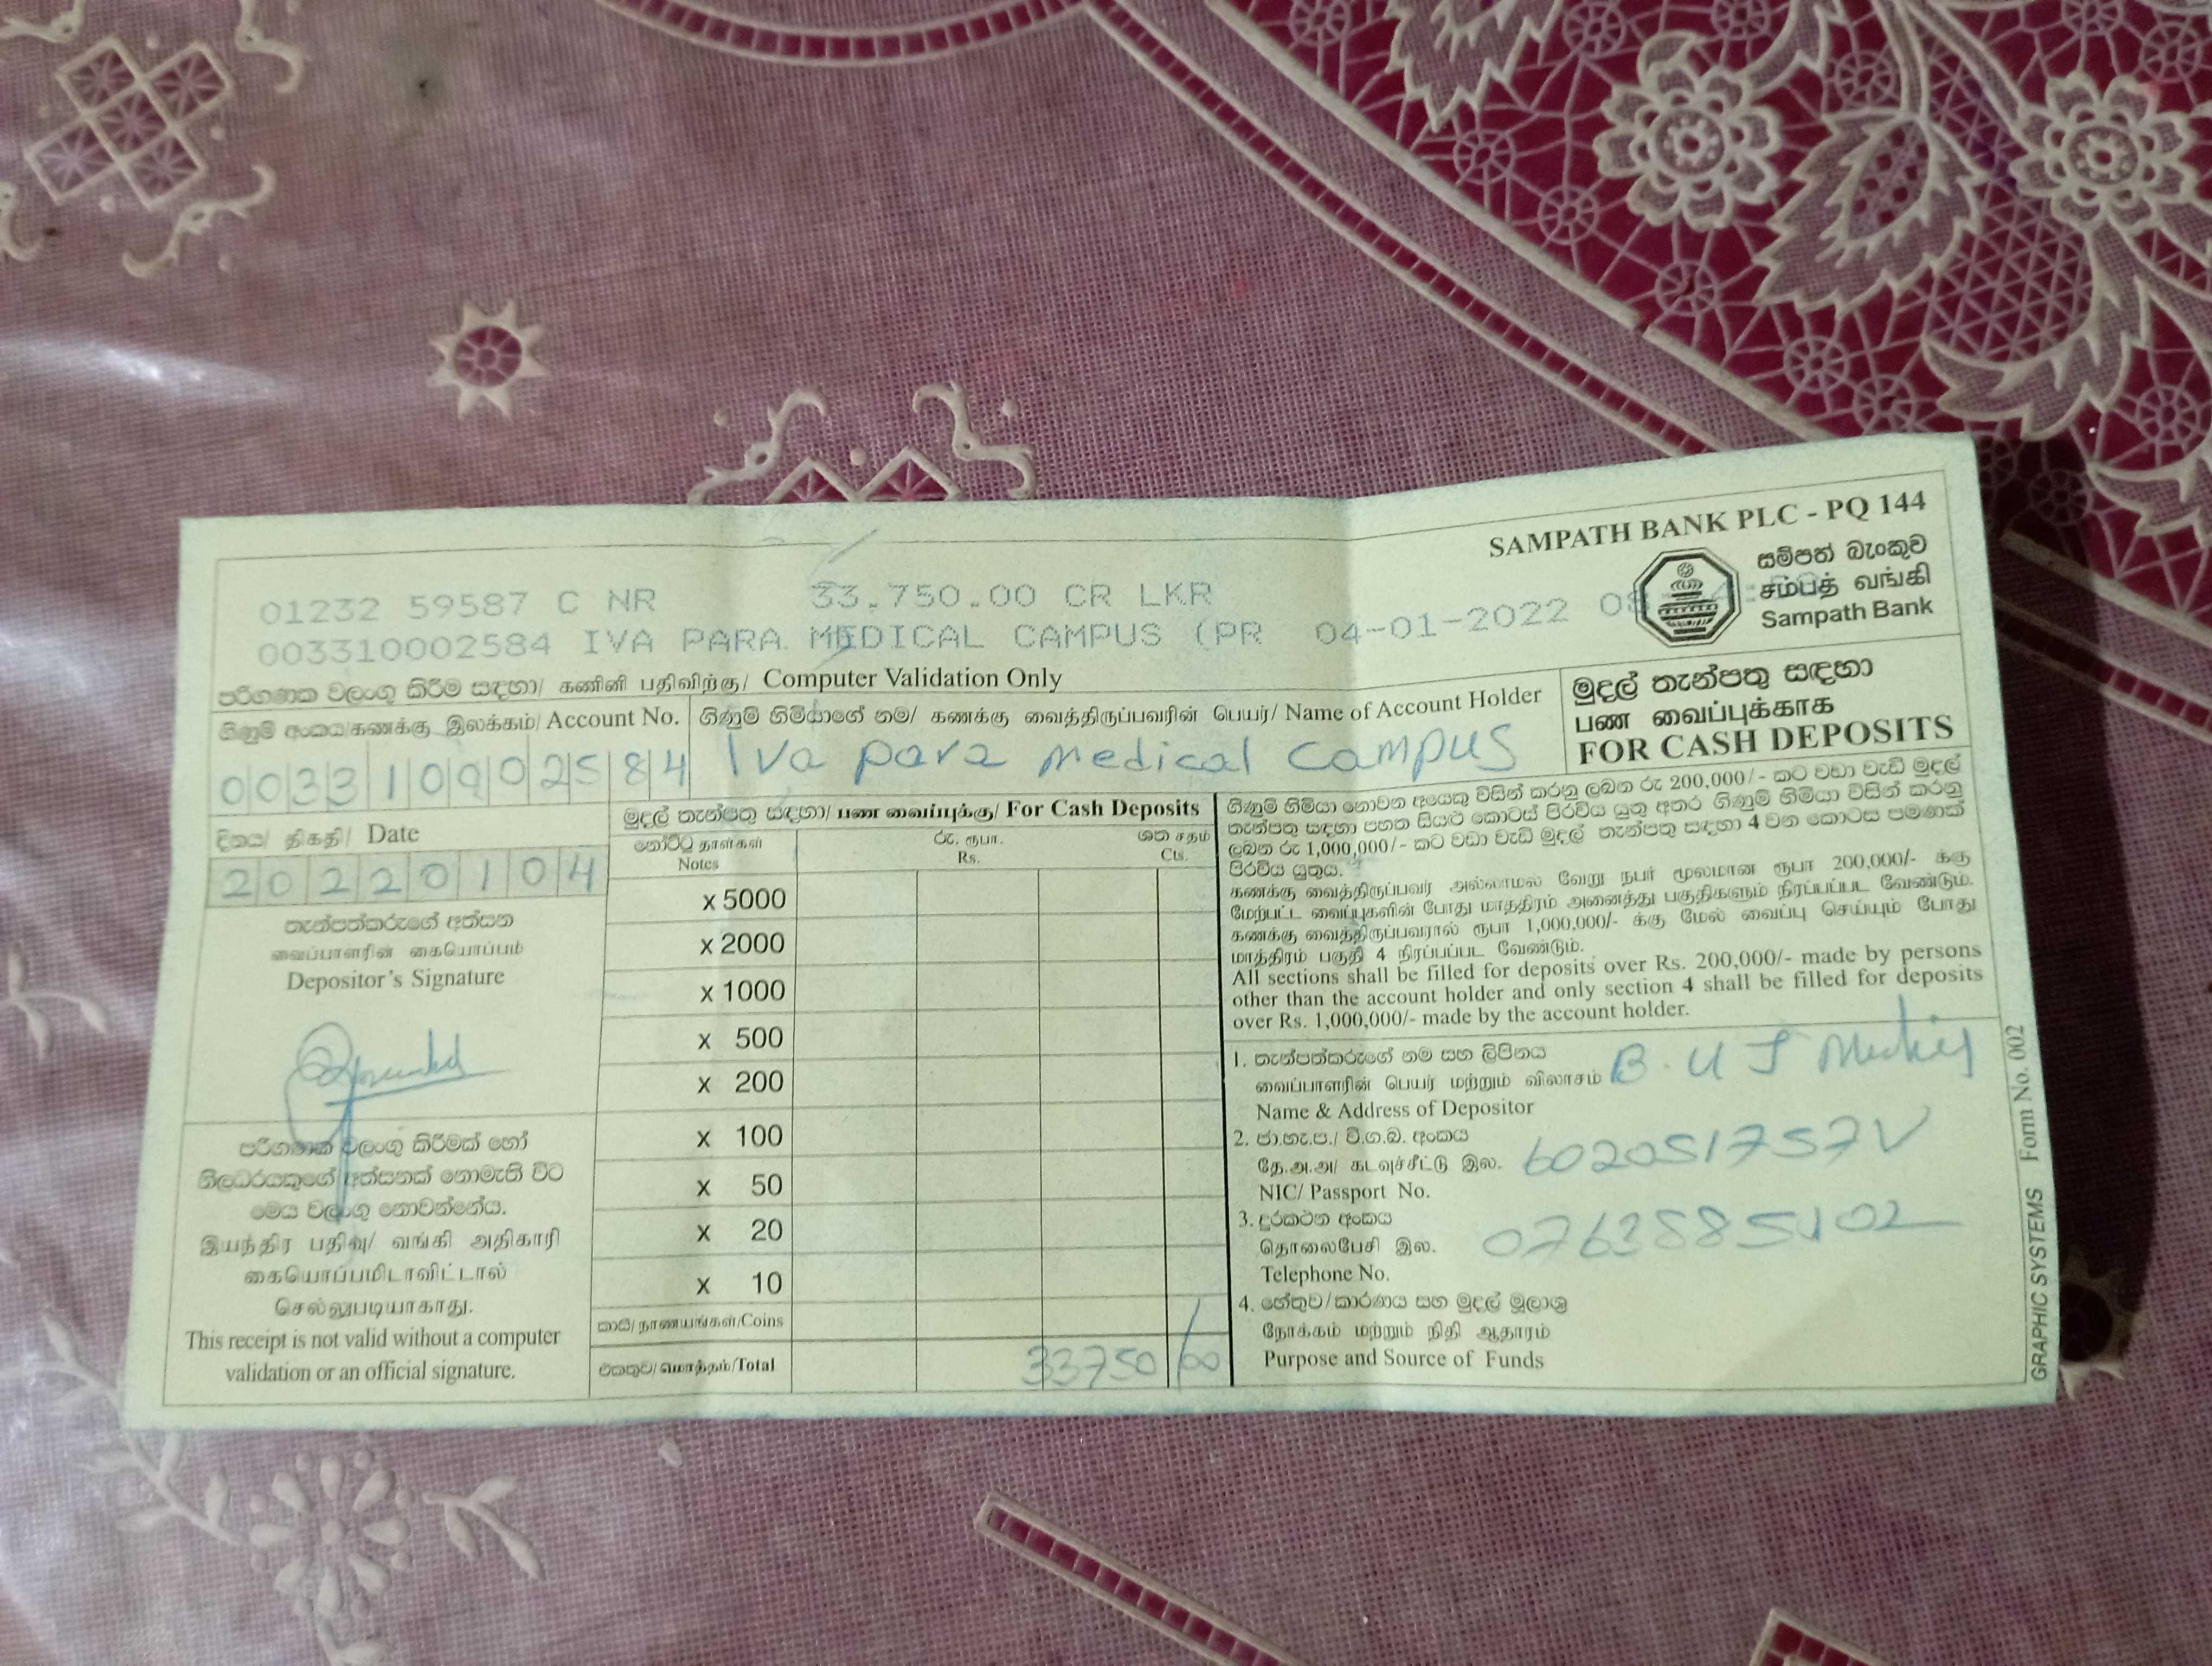 SAMPATH BANK PLC - PQ 144
සම්පත් බැංකුව
சம்பத் வங்கி
Sampath Bank
01232 59587 C NR 33,750.00 CR LKR
003310002584 IVA PARA MEDICAL CAMPUS (PR 04-01-2022
පරිගණක වලංගු කිරීම සඳහා/ கணினி பதிவிற்கு/ Computer Validation Only
මුදල් තැන්පතු සඳහා
பண வைப்புக்காக
FOR CASH DEPOSITS
ගිණුම් අංකය/கணக்கு இலக்கம்/ Account No.
003310002584
ගිණුම් හිමියාගේ නම/ கணக்கு வைத்திருப்பவரின் பெயர்/ Name of Account Holder
Iva para medical campus
දිනය/ திகதி/ Date
20220104
තැන්පත්කරුගේ අත්සන
வைப்பாளரின் கையொப்பம்
Depositor's Signature
පරිගණක වලංගු කිරීමක් හෝ
නිලධරයකුගේ අත්සනක් නොමැති විට
මෙය වලංගු නොවන්නේය.
இயந்திர பதிவு/ வங்கி அதிகாரி
கையொப்பமிடாவிட்டால்
செல்லுபடியாகாது.
This receipt is not valid without a computer
validation or an official signature.
මුදල් තැන්පතු සඳහා/ பண வைப்புக்கு/ For Cash Deposits
නෝට්ටු தாள்கள்
Notes
රු. ரூபா.
Rs.
ශත சதம்
Cts.
x 5000
x 2000
x 1000
x 500
x 200
x 100
x 50
x 20
x 10
කාසි/ நாணயங்கள்/Coins
එකතුව/ மொத்தம்/Total 33750/00
ගිණුම් හිමියා නොවන අයෙකු විසින් කරනු ලබන රු 200,000/- කට වඩා වැඩි මුදල්
තැන්පතු සඳහා පහත සියළු කොටස් පිරවිය යුතු අතර ගිණුම් හිමියා විසින් කරනු
ලබන රු 1,000,000/- කට වඩා වැඩි මුදල් තැන්පතු සඳහා 4 වන කොටස පමණක්
පිරවිය යුතුය.
கணக்கு வைத்திருப்பவர் அல்லாமல் வேறு நபர் மூலமான ரூபா 200,000/- க்கு
மேற்பட்ட வைப்புகளின் போது மாத்திரம் அனைத்து பகுதிகளும் நிரப்பப்பட வேண்டும்.
கணக்கு வைத்திருப்பவரால் ரூபா 1,000,000/- க்கு மேல் வைப்பு செய்யும் போது
மாத்திரம் பகுதி 4 நிரப்பப்பட வேண்டும்.
All sections shall be filled for deposits over Rs. 200,000/- made by persons
other than the account holder and only section 4 shall be filled for deposits
over Rs. 1,000,000/- made by the account holder.
1. තැන්පත්කරුගේ නම සහ ලිපිනය
வைப்பாளரின் பெயர் மற்றும் விலாசம்
Name & Address of Depositor
B. U J
2. ජා.හැ.ප./ වි.ග.බ. අංකය
தே.அ.அ/ கடவுச்சீட்டு இல.
NIC/ Passport No.
602051757V
3. දුරකථන අංකය
தொலைபேசி இல.
Telephone No.
4. හේතුව/කාරණය සහ මුදල් මූලාශ්‍ර
நோக்கம் மற்றும் நிதி ஆதாரம்
Purpose and Source of Funds
GRAPHIC SYSTEMS Form No. 002